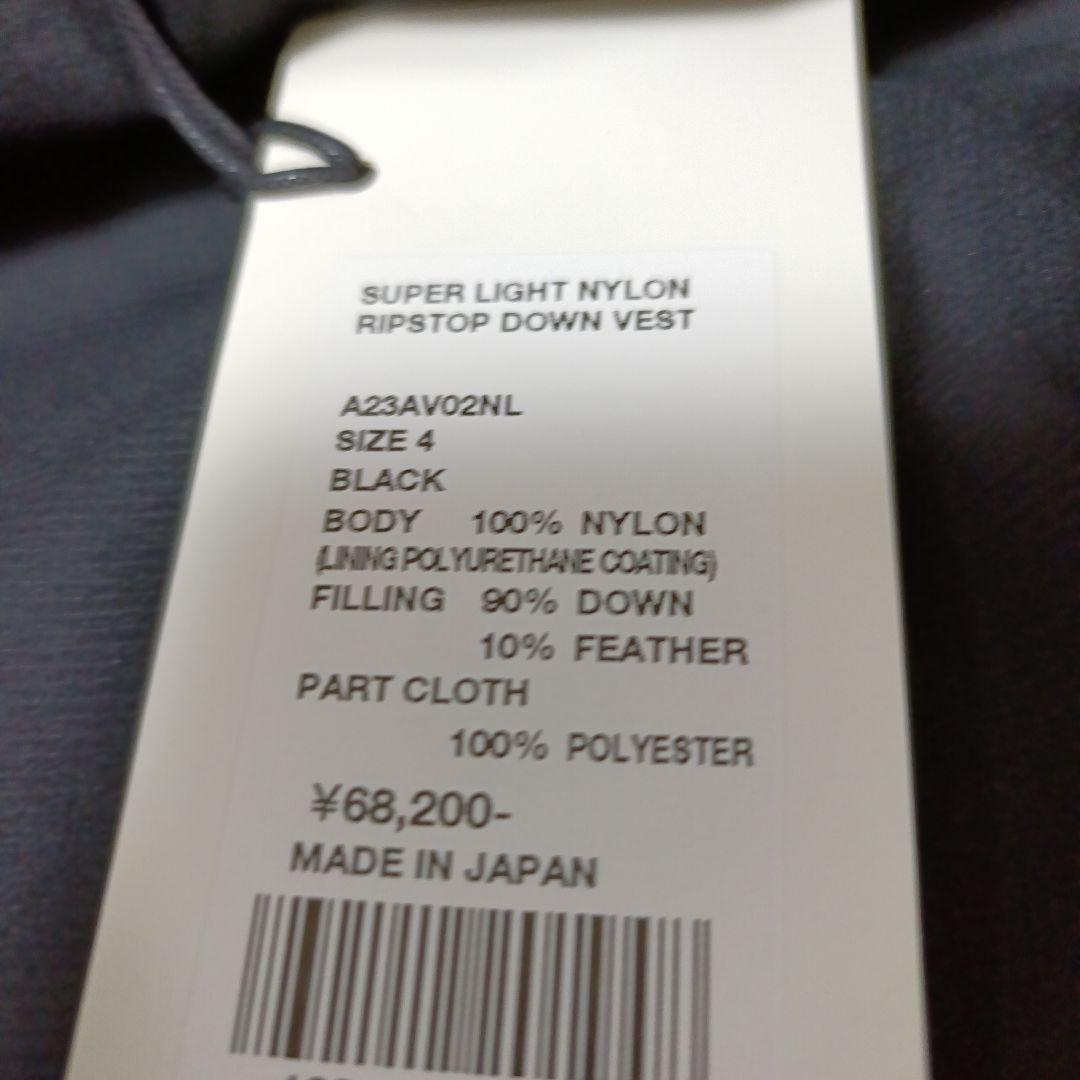 SUPER LIGHT NYLON
RIPSTOP DOWN VEST
A23AV02NL
SIZE 4
BLACK
BODY 100% NYLON
(LINING POLYURETHANE COATING)
FILLING 90% DOWN
10% FEATHER
PART CLOTH
100% POLYESTER
¥68,200-
MADE IN JAPAN